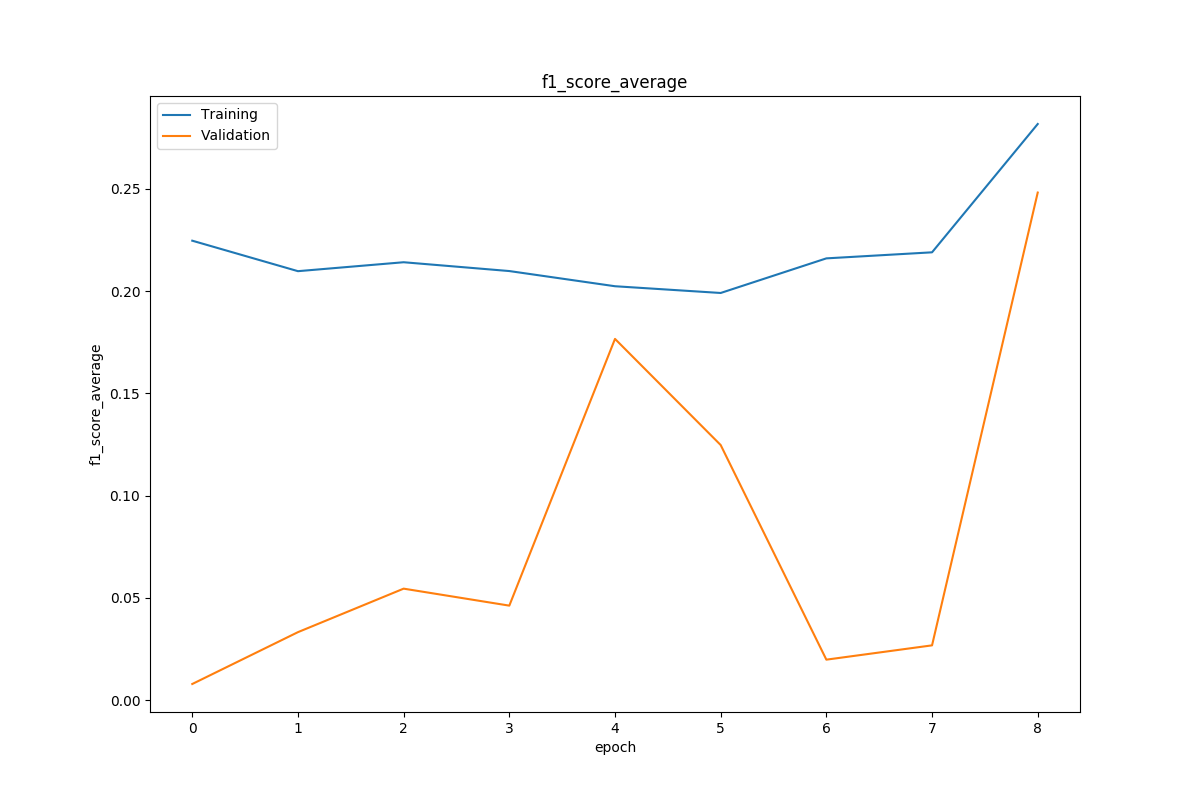 f1_score_average
Training
Validation
f1_score_average
0.25
0.20
0.15
0.10
0.05
0.00
0 1 2 3 4 5 6 7 8
epoch